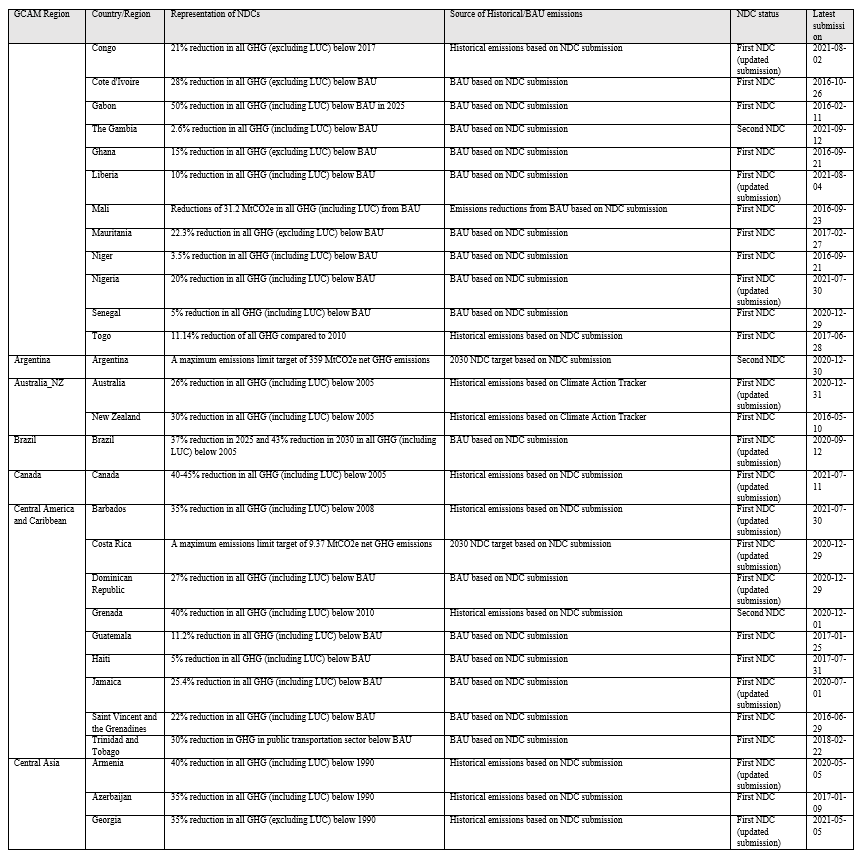 GCAM Region Country/Region Representation of NDCs Source of Historical/BAU emissions NDC status Latest
submissi
on
Congo 21% reduction in all GHG (excluding LUC) below 2017 Historical emissions based on NDC submission First NDC 2021-08-
(updated 02
submission)
Cote d'Ivoire 28% reduction in all GHG (excluding LUC) below BAU BAU based on NDC submission First NDC 2016-10-
26
Gabon 50% reduction in all GHG (including LUC) below BAU in 2025 BAU based on NDC submission First NDC 2016-02-
11
The Gambia 2.6% reduction in all GHG (including LUC) below BAU BAU based on NDC submission Second NDC 2021-09-
12
Ghana 15% reduction in all GHG (excluding LUC) below BAU BAU based on NDC submission First NDC 2016-09-
21
Liberia 10% reduction in all GHG (including LUC) below BAU BAU based on NDC submission First NDC 2021-08-
(updated 04
submission)
Mali Reductions of 31.2 MtCO2e in all GHG (including LUC) from BAU Emissions reductions from BAU based on NDC submission First NDC 2016-09-
23
Mauritania 22.3% reduction in all GHG (excluding LUC) below BAU BAU based on NDC submission First NDC 2017-02-
27
Niger 3.5% reduction in all GHG (including LUC) below BAU BAU based on NDC submission First NDC 2016-09-
21
Nigeria 20% reduction in all GHG (including LUC) below BAU BAU based on NDC submission First NDC 2021-07-
(updated 30
submission)
Senegal 5% reduction in all GHG (including LUC) below BAU BAU based on NDC submission First NDC 2020-12-
29
Togo 11.14% reduction of all GHG compared to 2010 Historical emissions based on NDC submission First NDC 2017-06-
28
Argentina Argentina A maximum emissions limit target of 359 MtCO2e net GHG emissions 2030 NDC target based on NDC submission Second NDC 2020-12-
30
Australia_NZ Australia 26% reduction in all GHG (including LUC) below 2005 Historical emissions based on Climate Action Tracker First NDC 2020-12-
(updated 31
submission)
New Zealand 30% reduction in all GHG (including LUC) below 2005 Historical emissions based on Climate Action Tracker First NDC 2016-05-
10
Brazil Brazil 37% reduction in 2025 and 43% reduction in 2030 in all GHG (including BAU based on NDC submission First NDC 2020-09-
LUC) below 2005 (updated 12
submission)
Canada Canada 40-45% reduction in all GHG (including LUC) below 2005 Historical emissions based on NDC submission First NDC 2021-07-
(updated 11
submission)
Central America Barbados 35% reduction in all GHG (including LUC) below 2008 Historical emissions based on NDC submission First NDC 2021-07-
and Caribbean (updated 30
submission)
Costa Rica A maximum emissions limit target of 9.37 MtCO2e net GHG emissions 2030 NDC target based on NDC submission First NDC 2020-12-
(updated 29
submission)
Dominican 27% reduction in all GHG (including LUC) below BAU BAU based on NDC submission First NDC 2020-12-
Republic (updated 29
submission)
Grenada 40% reduction in all GHG (including LUC) below 2010 Historical emissions based on NDC submission Second NDC 2020-12-
01
Guatemala 11.2% reduction in all GHG (including LUC) below BAU BAU based on NDC submission First NDC 2017-01-
25
Haiti 5% reduction in all GHG (including LUC) below BAU BAU based on NDC submission First NDC 2017-07-
31
Jamaica 25.4% reduction in all GHG (including LUC) below BAU BAU based on NDC submission First NDC 2020-07-
(updated 01
submission)
Saint Vincent and 22% reduction in all GHG (including LUC) below BAU BAU based on NDC submission First NDC 2016-06-
the Grenadines 29
Trinidad and 30% reduction in GHG in public transportation sector below BAU BAU based on NDC submission First NDC 2018-02-
Tobago 22
Central Asia Armenia 40% reduction in all GHG (including LUC) below 1990 Historical emissions based on NDC submission First NDC 2020-05-
(updated 05
submission)
Azerbaijan 35% reduction in all GHG (including LUC) below 1990 Historical emissions based on NDC submission First NDC 2017-01-
09
Georgia 35% reduction in all GHG (excluding LUC) below 1990 Historical emissions based on NDC submission First NDC 2021-05-
(updated 05
submission)